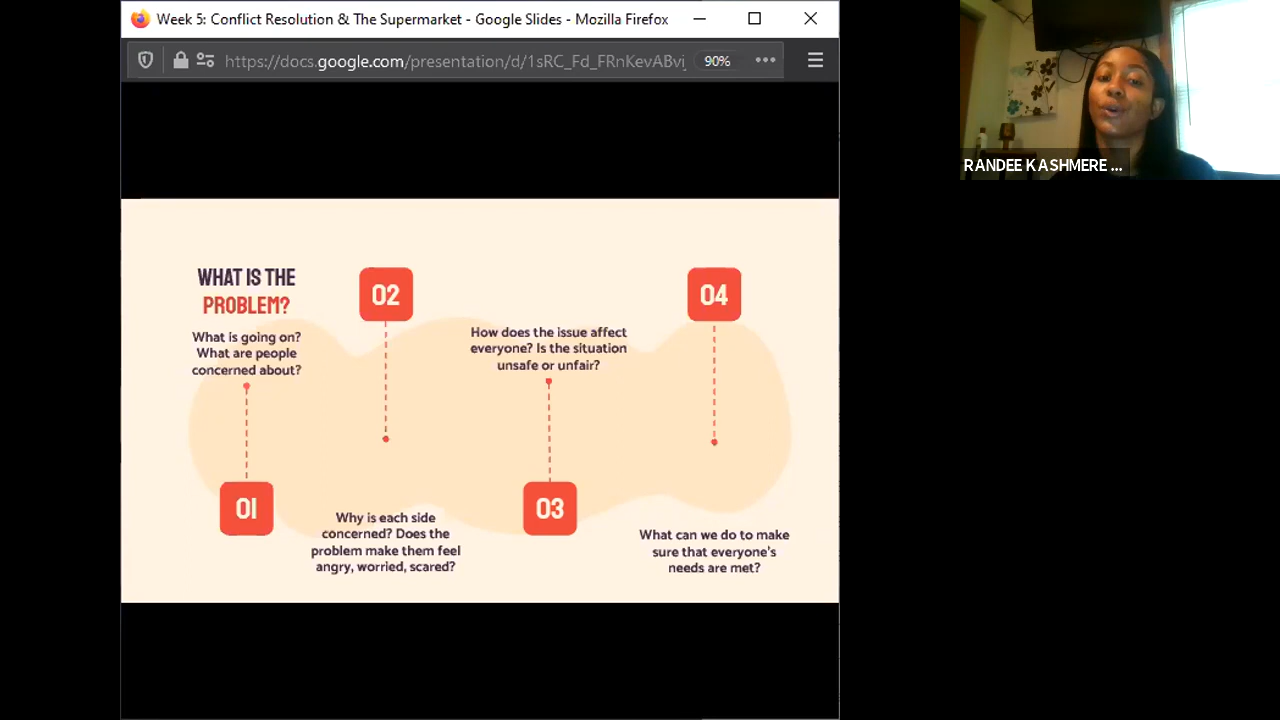 Week 5: Conflict Resolution & The Supermarket - Google Slides - Mozilla Firefox
https://docs.google.com/presentation/d/1sRC_Fd_FRnKevABvi
90%
RANDEE KASHMERE ...
WHAT IS THE
PROBLEM?
What is going on?
What are people
concerned about?
01
02
Why is each side
concerned? Does the
problem make them feel
angry, worried, scared?
How does the issue affect
everyone? Is the situation
unsafe or unfair?
03
04
What can we do to make
sure that everyone's
needs are met?